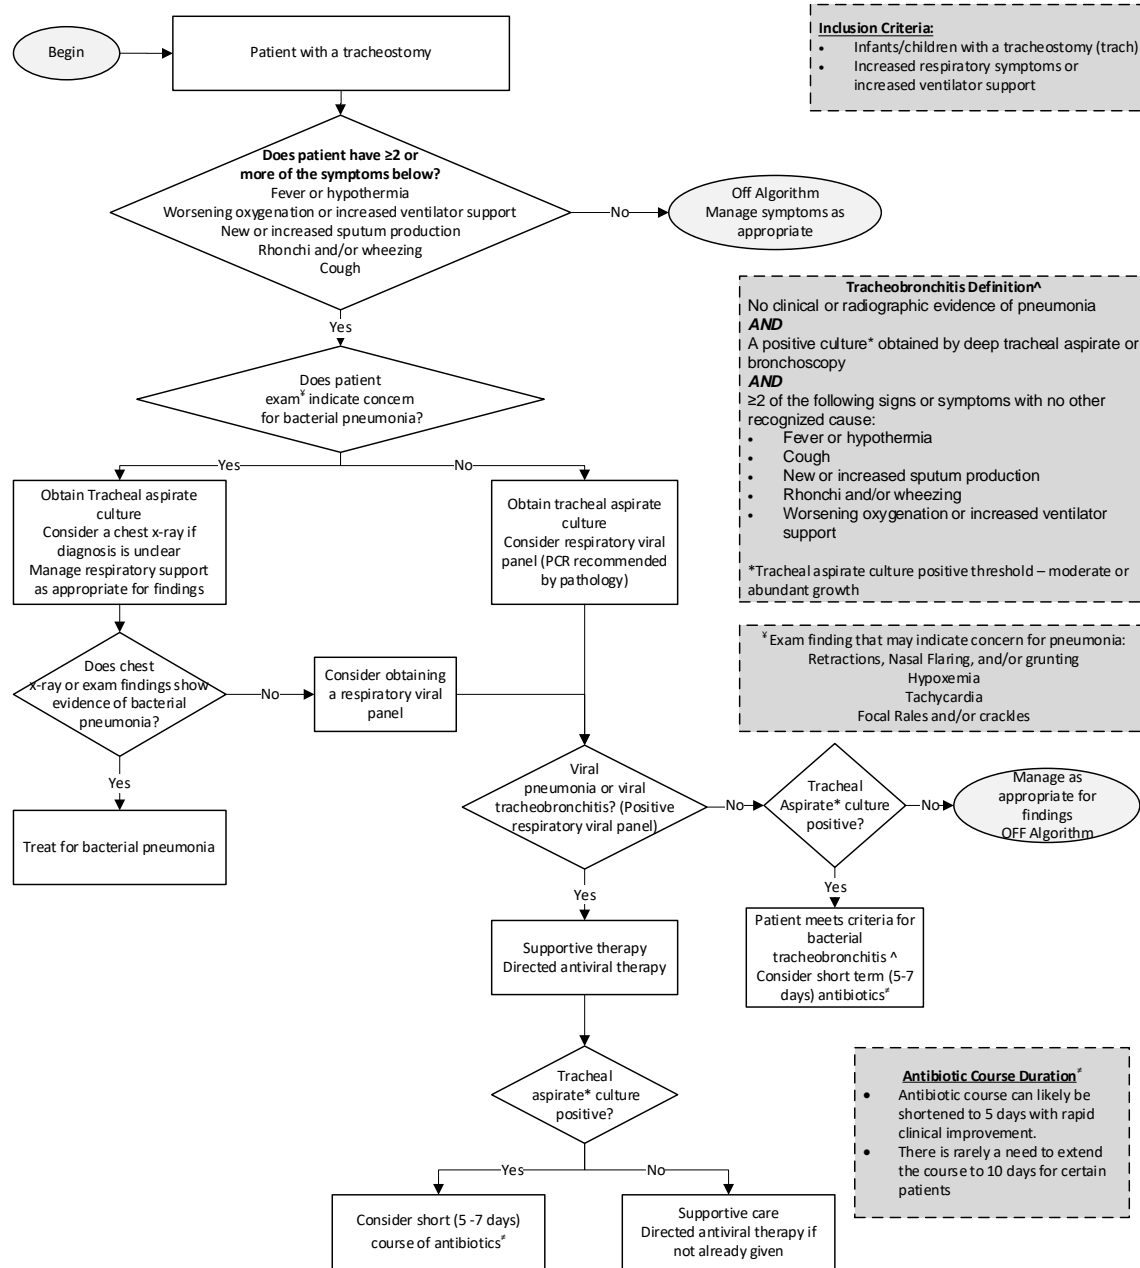 Begin
Patient with a tracheostomy
Inclusion Criteria:
• Infants/children with a tracheostomy (trach)
• Increased respiratory symptoms or
increased ventilator support
Does patient have ≥2 or
more of the symptoms below?
Fever or hypothermia
Worsening oxygenation or increased ventilator support
New or increased sputum production
Rhonchi and/or wheezing
Cough
No
Off Algorithm
Manage symptoms as
appropriate
Yes
Tracheobronchitis Definition^
No clinical or radiographic evidence of pneumonia
AND
A positive culture* obtained by deep tracheal aspirate or
bronchoscopy
AND
≥2 of the following signs or symptoms with no other
recognized cause:
• Fever or hypothermia
• Cough
• New or increased sputum production
• Rhonchi and/or wheezing
• Worsening oxygenation or increased ventilator
support
*Tracheal aspirate culture positive threshold – moderate or
abundant growth
Does patient
exam¥ indicate concern
for bacterial pneumonia?
Yes
No
Obtain Tracheal aspirate
culture
Consider a chest x-ray if
diagnosis is unclear
Manage respiratory support
as appropriate for findings
Obtain tracheal aspirate
culture
Consider respiratory viral
panel (PCR recommended
by pathology)
¥ Exam finding that may indicate concern for pneumonia:
Retractions, Nasal Flaring, and/or grunting
Hypoxemia
Tachycardia
Focal Rales and/or crackles
Does chest
x-ray or exam findings show
evidence of bacterial
pneumonia?
No
Consider obtaining
a respiratory viral
panel
Yes
Treat for bacterial pneumonia
Viral
pneumonia or viral
tracheobronchitis? (Positive
respiratory viral panel)
No
Tracheal
Aspirate* culture
positive?
No
Manage as
appropriate for
findings
OFF Algorithm
Yes
Yes
Patient meets criteria for
bacterial
tracheobronchitis ^
Consider short term (5-7
days) antibiotics≠
Supportive therapy
Directed antiviral therapy
Tracheal
aspirate* culture
positive?
Antibiotic Course Duration≠
• Antibiotic course can likely be
shortened to 5 days with rapid
clinical improvement.
• There is rarely a need to extend
the course to 10 days for certain
patients
Yes
No
Consider short (5 -7 days)
course of antibiotics≠
Supportive care
Directed antiviral therapy if
not already given